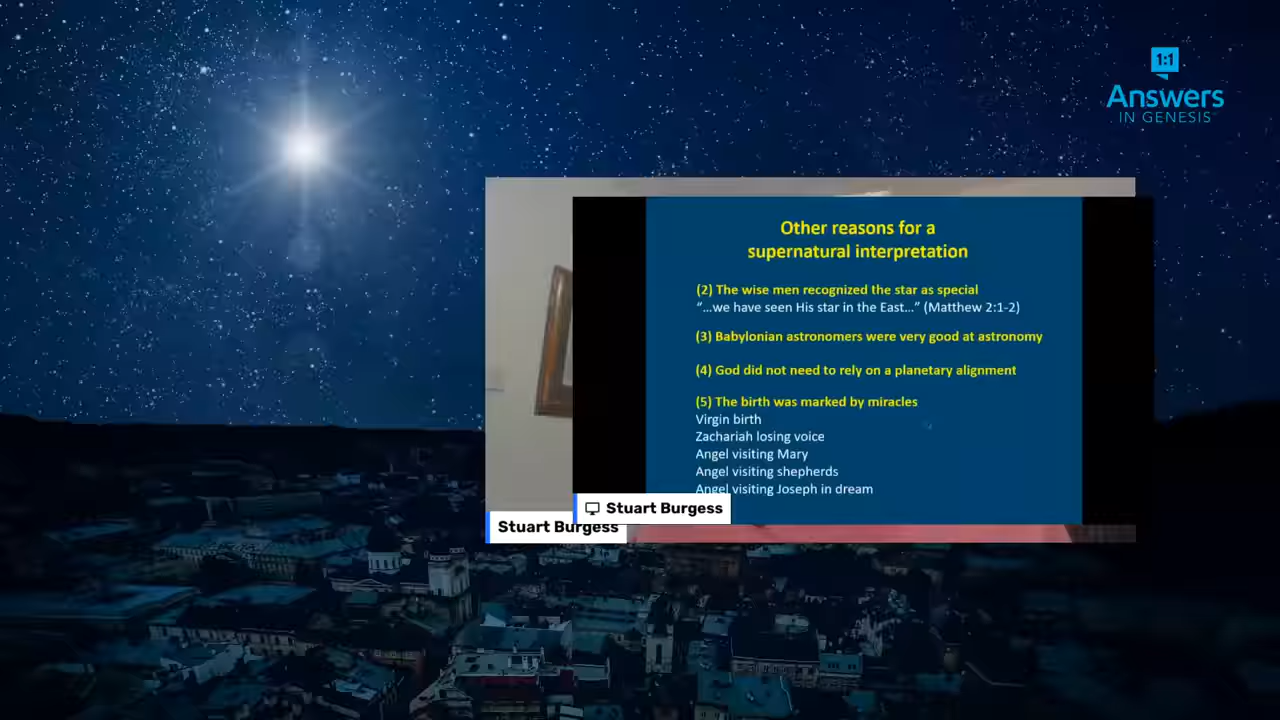 1:1
Answers
IN GENESIS
Other reasons for a
supernatural interpretation
(2) The wise men recognized the star as special
“…we have seen His star in the East…” (Matthew 2:1-2)
(3) Babylonian astronomers were very good at astronomy
(4) God did not need to rely on a planetary alignment
(5) The birth was marked by miracles
Virgin birth
Zachariah losing voice
Angel visiting Mary
Angel visiting shepherds
Angel visiting Joseph in dream
Stuart Burgess
Stuart Burgess